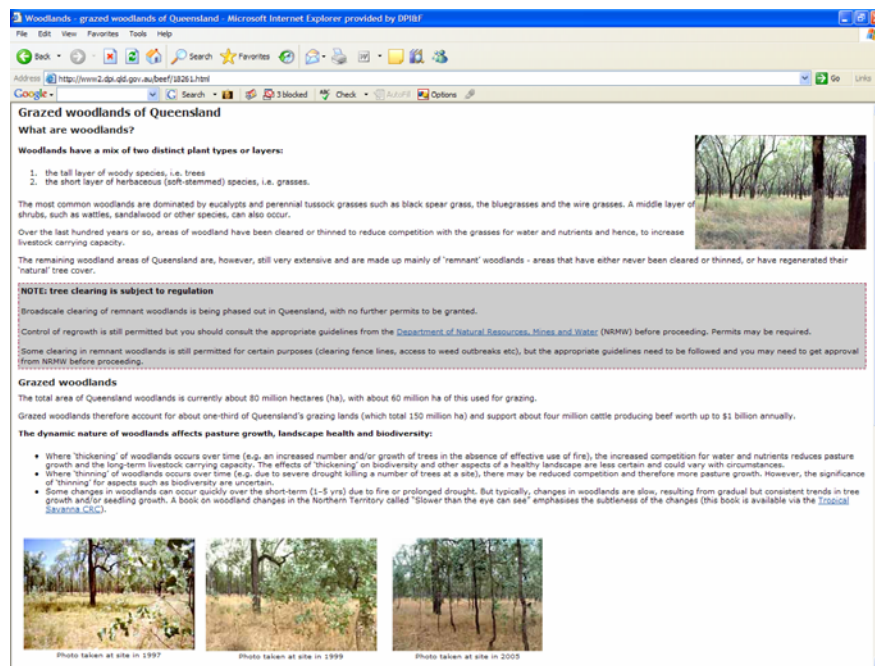 Woodlands - grazed woodlands of Queensland - Microsoft Internet Explorer provided by DPI&F
File Edit View Favorites Tools Help
Back Search Favorites
Address http://www2.dpi.qld.gov.au/beef/18261.html Go Links
Google Search 3 blocked Check AutoFill Options
Grazed woodlands of Queensland
What are woodlands?
Woodlands have a mix of two distinct plant types or layers:
1. the tall layer of woody species, i.e. trees
2. the short layer of herbaceous (soft-stemmed) species, i.e. grasses.
The most common woodlands are dominated by eucalypts and perennial tussock grasses such as black spear grass, the bluegrasses and the wire grasses. A middle layer of
shrubs, such as wattles, sandalwood or other species, can also occur.
Over the last hundred years or so, areas of woodland have been cleared or thinned to reduce competition with the grasses for water and nutrients and hence, to increase
livestock carrying capacity.
The remaining woodland areas of Queensland are, however, still very extensive and are made up mainly of 'remnant' woodlands - areas that have either never been cleared or thinned, or have regenerated their
'natural' tree cover.
NOTE: tree clearing is subject to regulation
Broadscale clearing of remnant woodlands is being phased out in Queensland, with no further permits to be granted.
Control of regrowth is still permitted but you should consult the appropriate guidelines from the Department of Natural Resources, Mines and Water (NRMW) before proceeding. Permits may be required.
Some clearing in remnant woodlands is still permitted for certain purposes (clearing fence lines, access to weed outbreaks etc), but the appropriate guidelines need to be followed and you may need to get approval
from NRMW before proceeding.
Grazed woodlands
The total area of Queensland woodlands is currently about 80 million hectares (ha), with about 60 million ha of this used for grazing.
Grazed woodlands therefore account for about one-third of Queensland's grazing lands (which total 150 million ha) and support about four million cattle producing beef worth up to $1 billion annually.
The dynamic nature of woodlands affects pasture growth, landscape health and biodiversity:
• Where 'thickening' of woodlands occurs over time (e.g. an increased number and/or growth of trees in the absence of effective use of fire), the increased competition for water and nutrients reduces pasture
growth and the long-term livestock carrying capacity. The effects of 'thickening' on biodiversity and other aspects of a healthy landscape are less certain and could vary with circumstances.
• Where 'thinning' of woodlands occurs over time (e.g. due to severe drought killing a number of trees at a site), there may be reduced competition and therefore more pasture growth. However, the significance
of 'thinning' for aspects such as biodiversity are uncertain.
• Some changes in woodlands can occur quickly over the short-term (1–5 yrs) due to fire or prolonged drought. But typically, changes in woodlands are slow, resulting from gradual but consistent trends in tree
growth and/or seedling growth. A book on woodland changes in the Northern Territory called "Slower than the eye can see" emphasises the subtleness of the changes (this book is available via the Tropical
Savanna CRC).
Photo taken at site in 1997 Photo taken at site in 1999 Photo taken at site in 2005